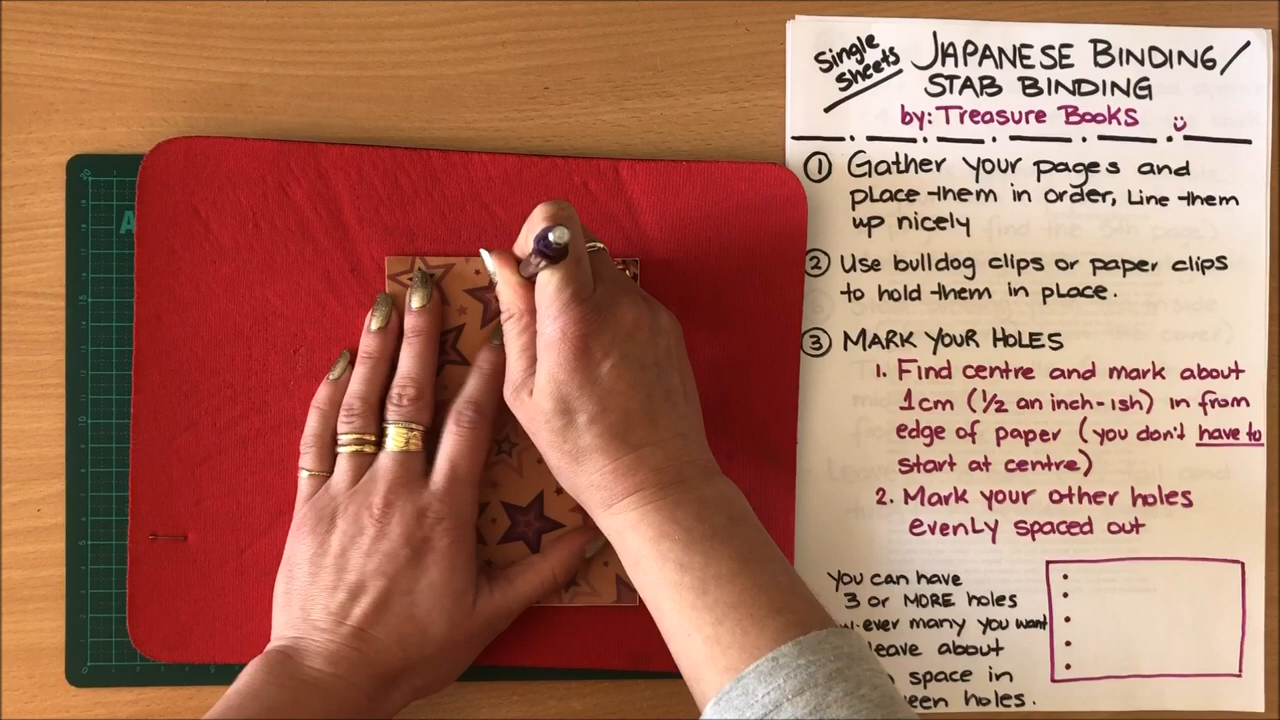 Single
Sheets
JAPANESE BINDING/
STAB BINDING
by: Treasure Books
① Gather your pages and
place them in order, Line them
up nicely
② Use bulldog clips or paper clips
to hold them in place.
③ MARK YOUR HOLES
1. Find centre and mark about
1cm (1/2 an inch-ish) in from
edge of paper (you don't have to
start at centre)
2. Mark your other holes
evenly spaced out
you can have
3 or MORE holes
ever many you want
leave about
space in
holes.